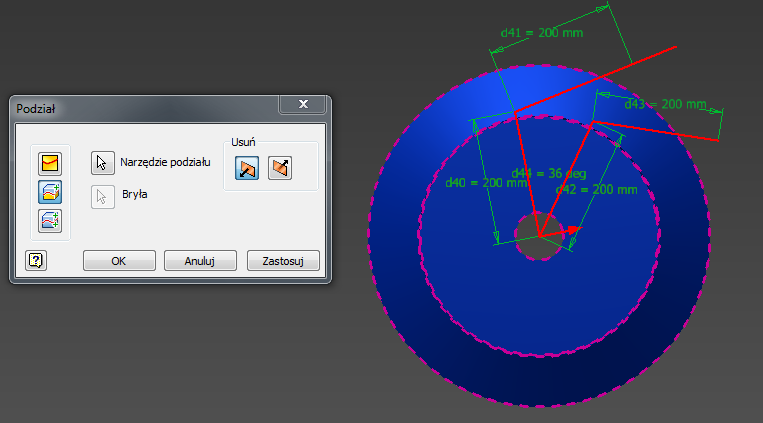 d41 = 200 mm
Podział
x
d43 = 200 mm
Usuń
Narzędzie podziału
d44 = 36 deg
d40 = 200 mm
d42 = 200 mm
Bryła
?
OK
Anuluj
Zastosuj